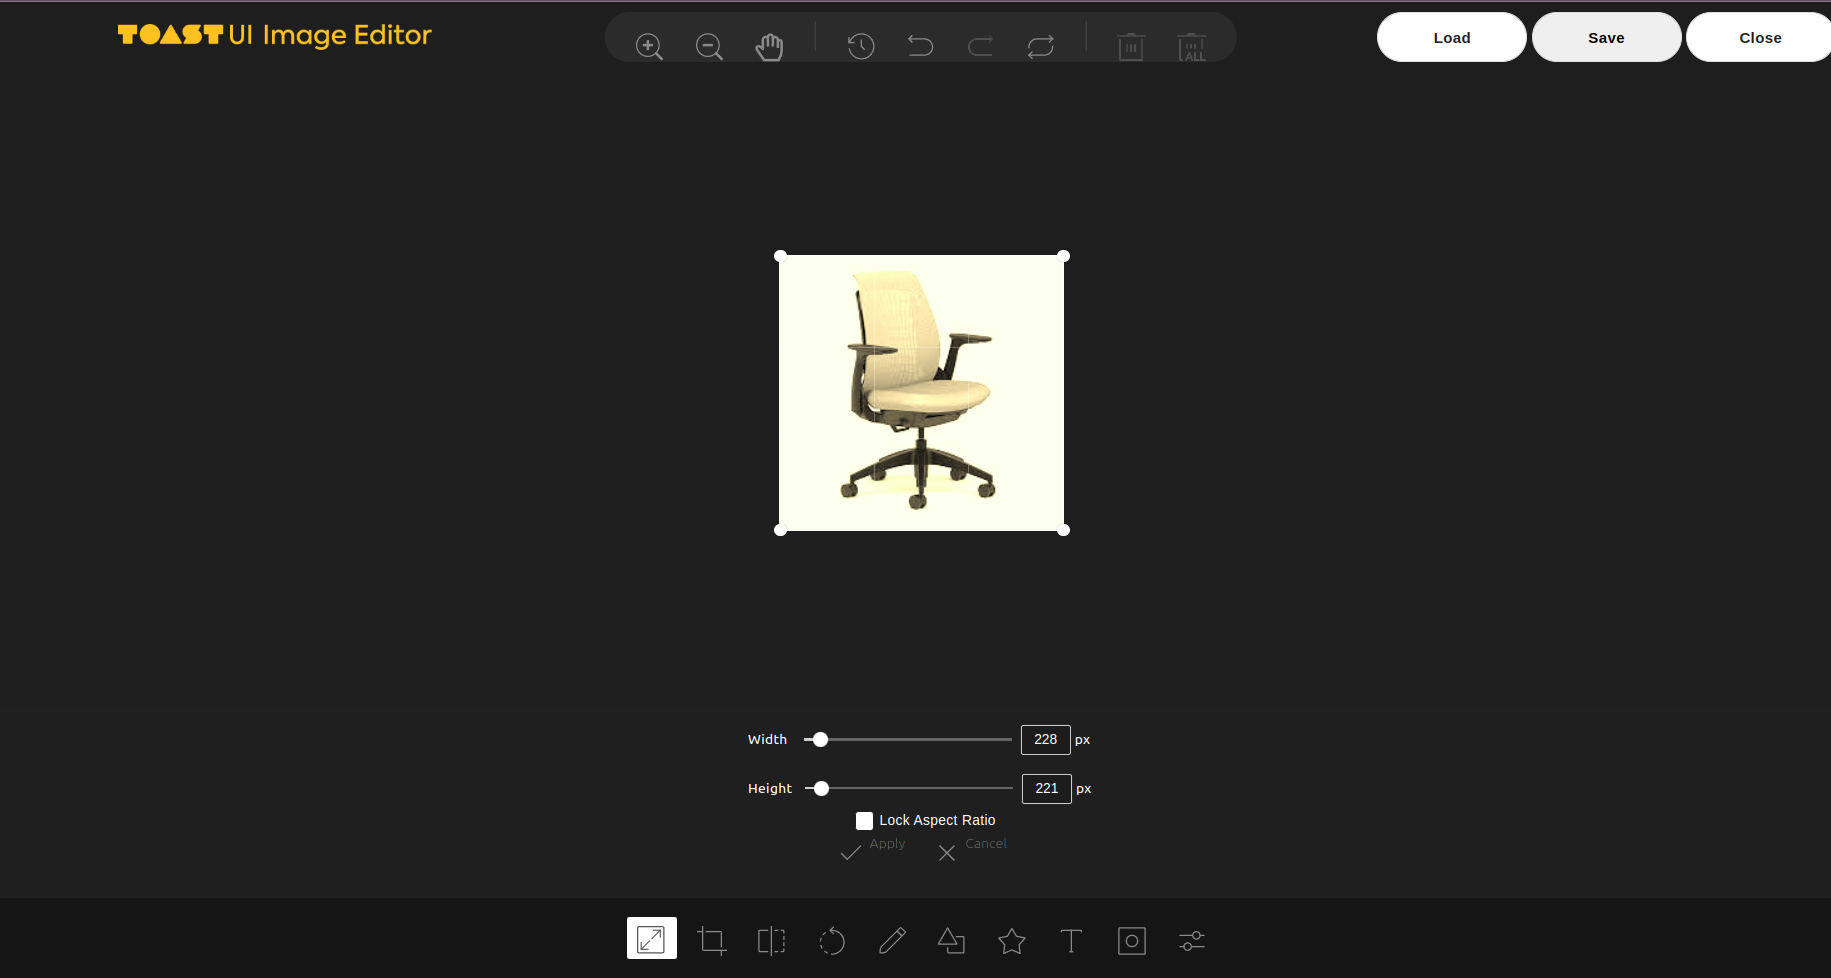 TOAST UI Image Editor
ALL
Load
Save
Close
Width 228 px
Height 221 px
Lock Aspect Ratio
Apply Cancel
T